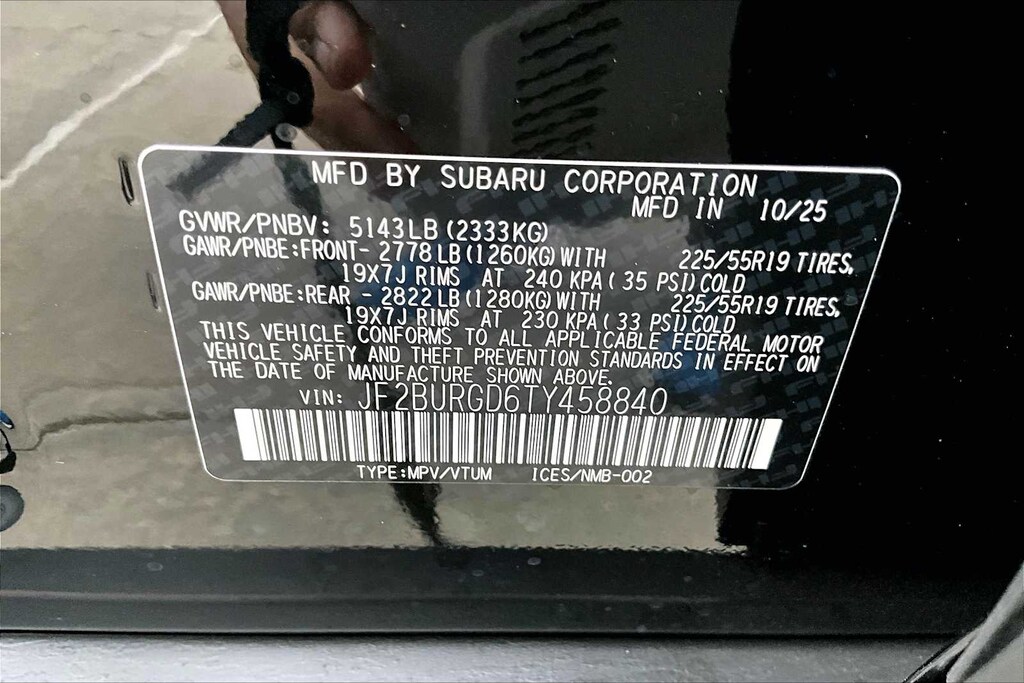 MFD BY SUBARU CORPORATION
MFD IN 10/25
GVWR/PNBV: 5143LB (2333KG)
GAWR/PNBE:FRONT- 2778 LB (1260KG) WITH 225/55R19 TIRES,
19X7J RIMS AT 240 KPA ( 35 PSI) COLD
GAWR/PNBE:REAR - 2822 LB (1280KG) WITH 225/55R19 TIRES,
19X7J RIMS AT 230 KPA ( 33 PSI) COLD
THIS VEHICLE CONFORMS TO ALL APPLICABLE FEDERAL MOTOR
VEHICLE SAFETY AND THEFT PREVENTION STANDARDS IN EFFECT ON
THE DATE OF MANUFACTURE SHOWN ABOVE.
VIN: JF2BURGD6TY458840
TYPE:MPV/VTUM ICES/NMB-002